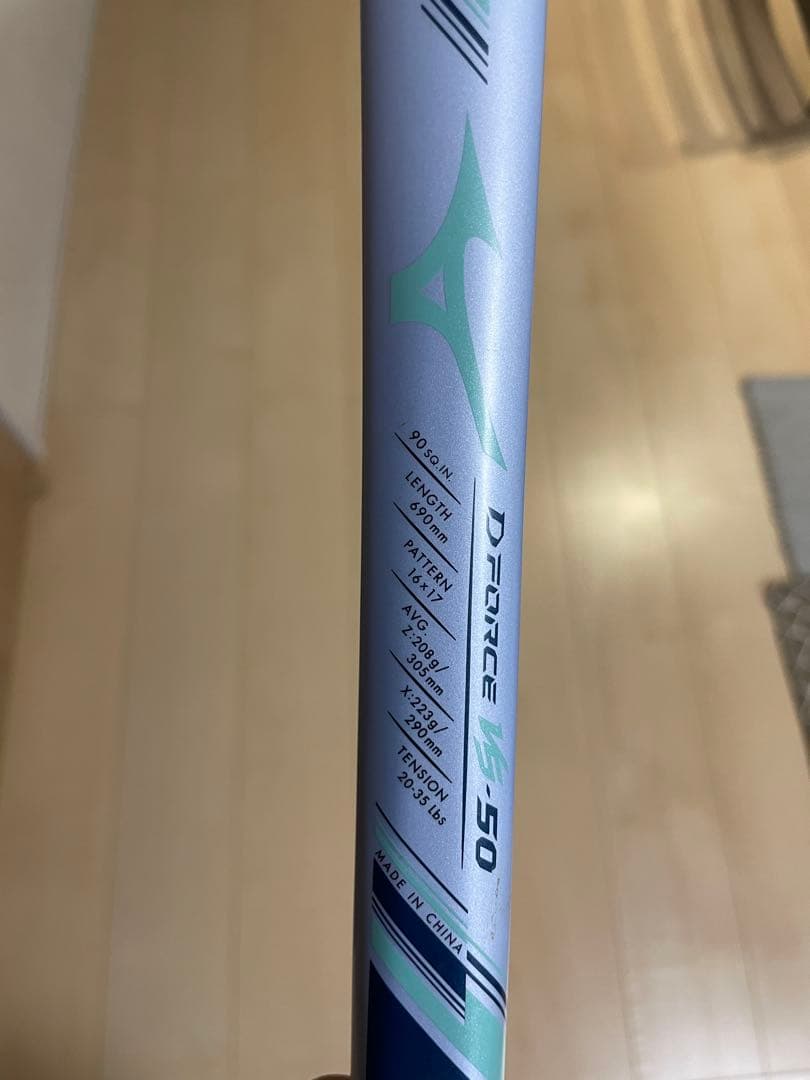 90 SQ.IN.
LENGTH
690mm
PATTERN
16×17
AVG.
Z:208g/
305mm
X:223g/
290mm
TENSION
20-35 Lbs
D FORCE VS-50
MADE IN CHINA